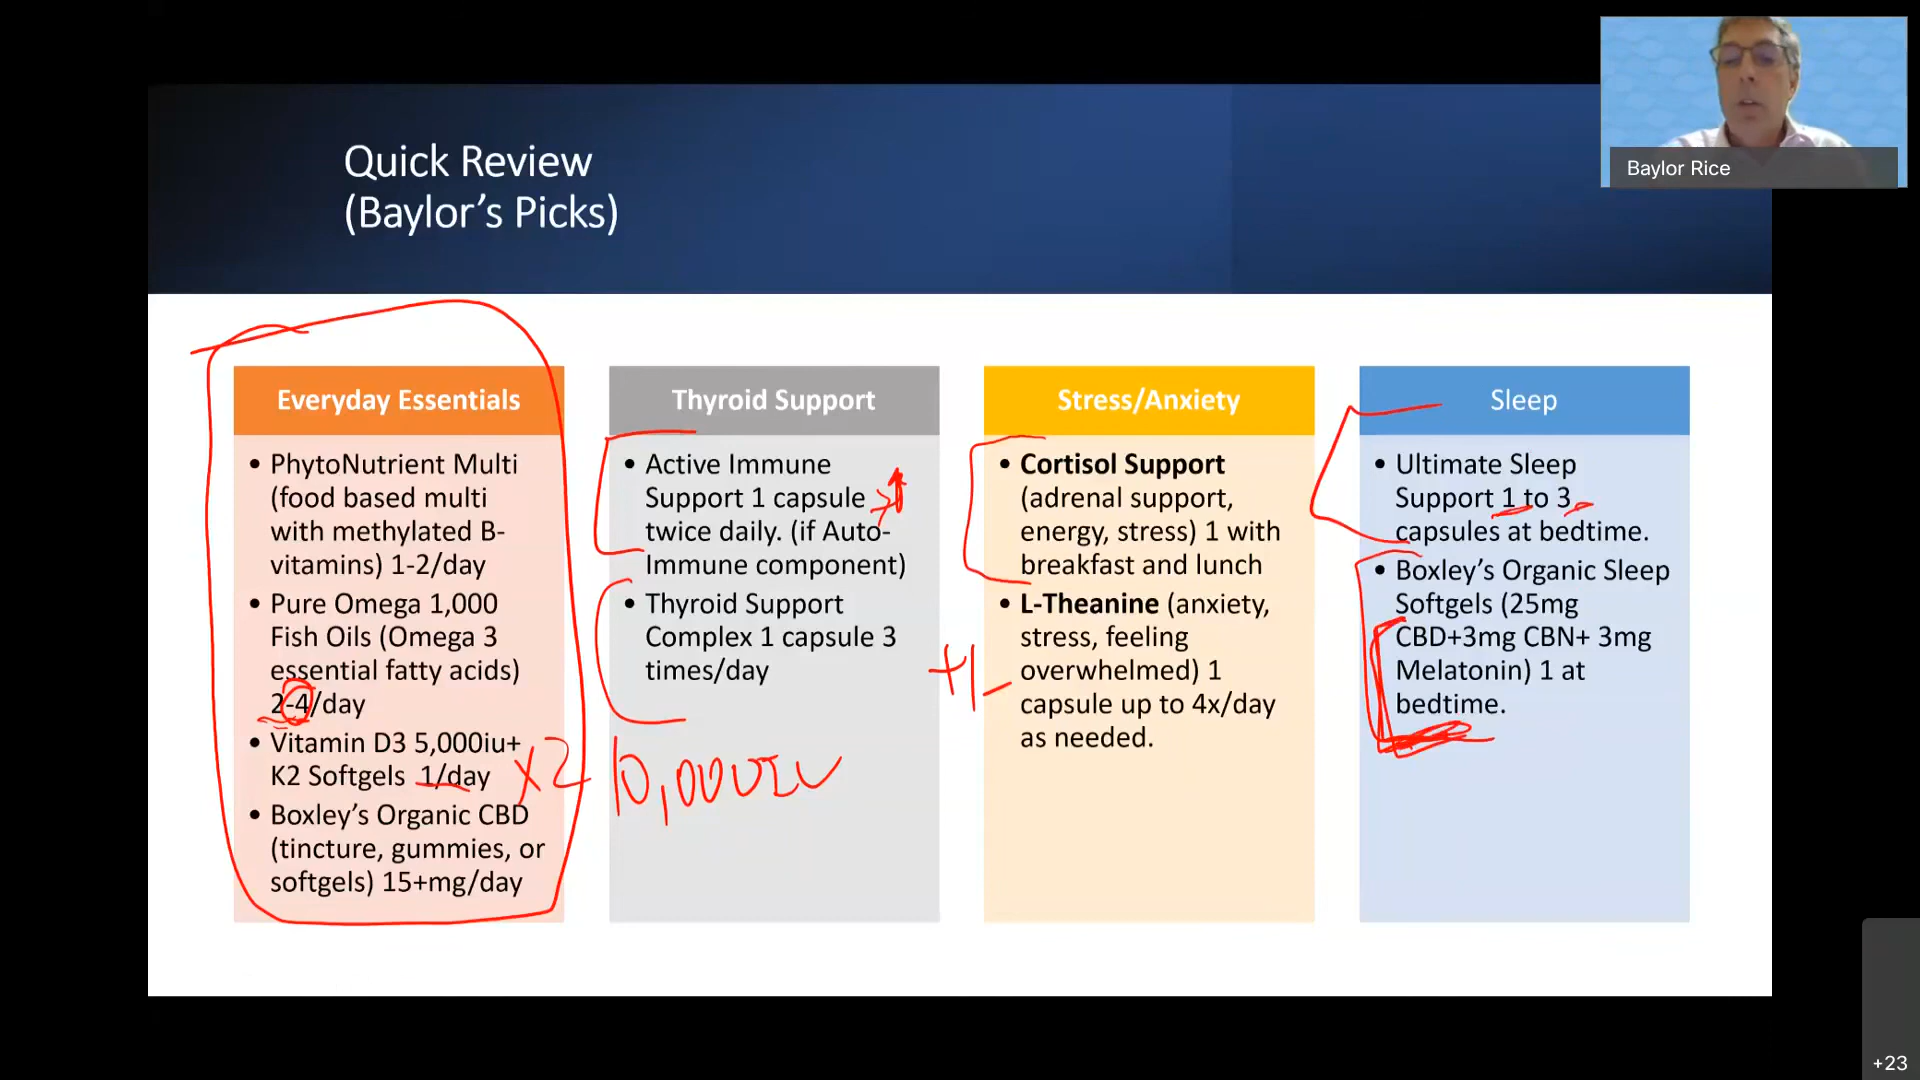 Baylor Rice
Quick Review
(Baylor’s Picks)
Everyday Essentials
• PhytoNutrient Multi
(food based multi
with methylated B-
vitamins) 1-2/day
• Pure Omega 1,000
Fish Oils (Omega 3
essential fatty acids)
2-4/day
• Vitamin D3 5,000iu+
K2 Softgels 1/day
x2 10,000IU
• Boxley’s Organic CBD
(tincture, gummies, or
softgels) 15+mg/day
Thyroid Support
• Active Immune
Support 1 capsule
twice daily. (if Auto-
Immune component)
• Thyroid Support
Complex 1 capsule 3
times/day
Stress/Anxiety
• Cortisol Support
(adrenal support,
energy, stress) 1 with
breakfast and lunch
+/-
• L-Theanine (anxiety,
stress, feeling
overwhelmed) 1
capsule up to 4x/day
as needed.
Sleep
• Ultimate Sleep
Support 1 to 3
capsules at bedtime.
• Boxley’s Organic Sleep
Softgels (25mg
CBD+3mg CBN+ 3mg
Melatonin) 1 at
bedtime.
+23